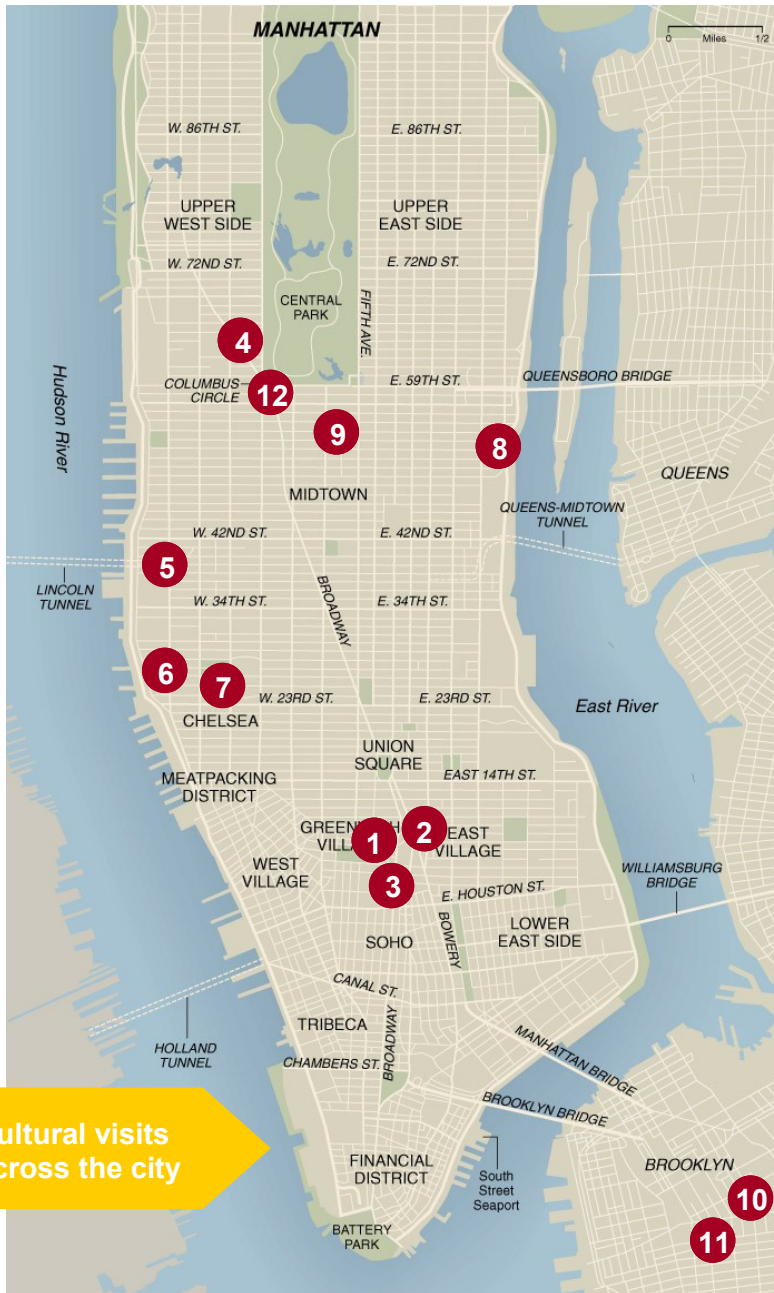 MANHATTAN
0 Miles 1/2
W. 86TH ST.
E. 86TH ST.
UPPER
WEST SIDE
UPPER
EAST SIDE
W. 72ND ST.
E. 72ND ST.
CENTRAL
PARK
FIFTH AVE.
4
COLUMBUS
CIRCLE
12
E. 59TH ST.
QUEENSBORO BRIDGE
Hudson River
9
8
QUEENS
MIDTOWN
QUEENS-MIDTOWN
TUNNEL
W. 42ND ST.
E. 42ND ST.
5
LINCOLN
TUNNEL
BROADWAY
W. 34TH ST.
E. 34TH ST.
6
7
W. 23RD ST.
E. 23RD ST.
East River
CHELSEA
UNION
SQUARE
EAST 14TH ST.
MEATPACKING
DISTRICT
1
2
EAST
VILLAGE
WEST
VILLAGE
3
E. HOUSTON ST.
WILLIAMSBURG
BRIDGE
LOWER
EAST SIDE
SOHO
BOWERY
CANAL ST.
TRIBECA
BROADWAY
HOLLAND
TUNNEL
CHAMBERS ST.
MANHATTAN BRIDGE
BROOKLYN BRIDGE
ultural visits
cross the city
FINANCIAL
DISTRICT
South
Street
Seaport
BROOKLYN
10
11
BATTERY
PARK